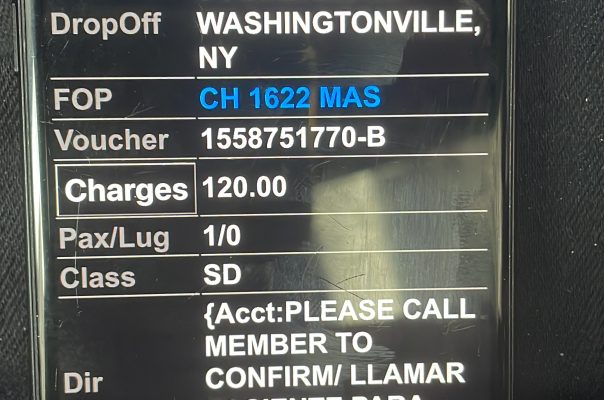 DropOff WASHINGTONVILLE,
NY
FOP CH 1622 MAS
Voucher 1558751770-B
Charges 120.00
Pax/Lug 1/0
Class SD
{Acct:PLEASE CALL
MEMBER TO
Dir CONFIRM/ LLAMAR